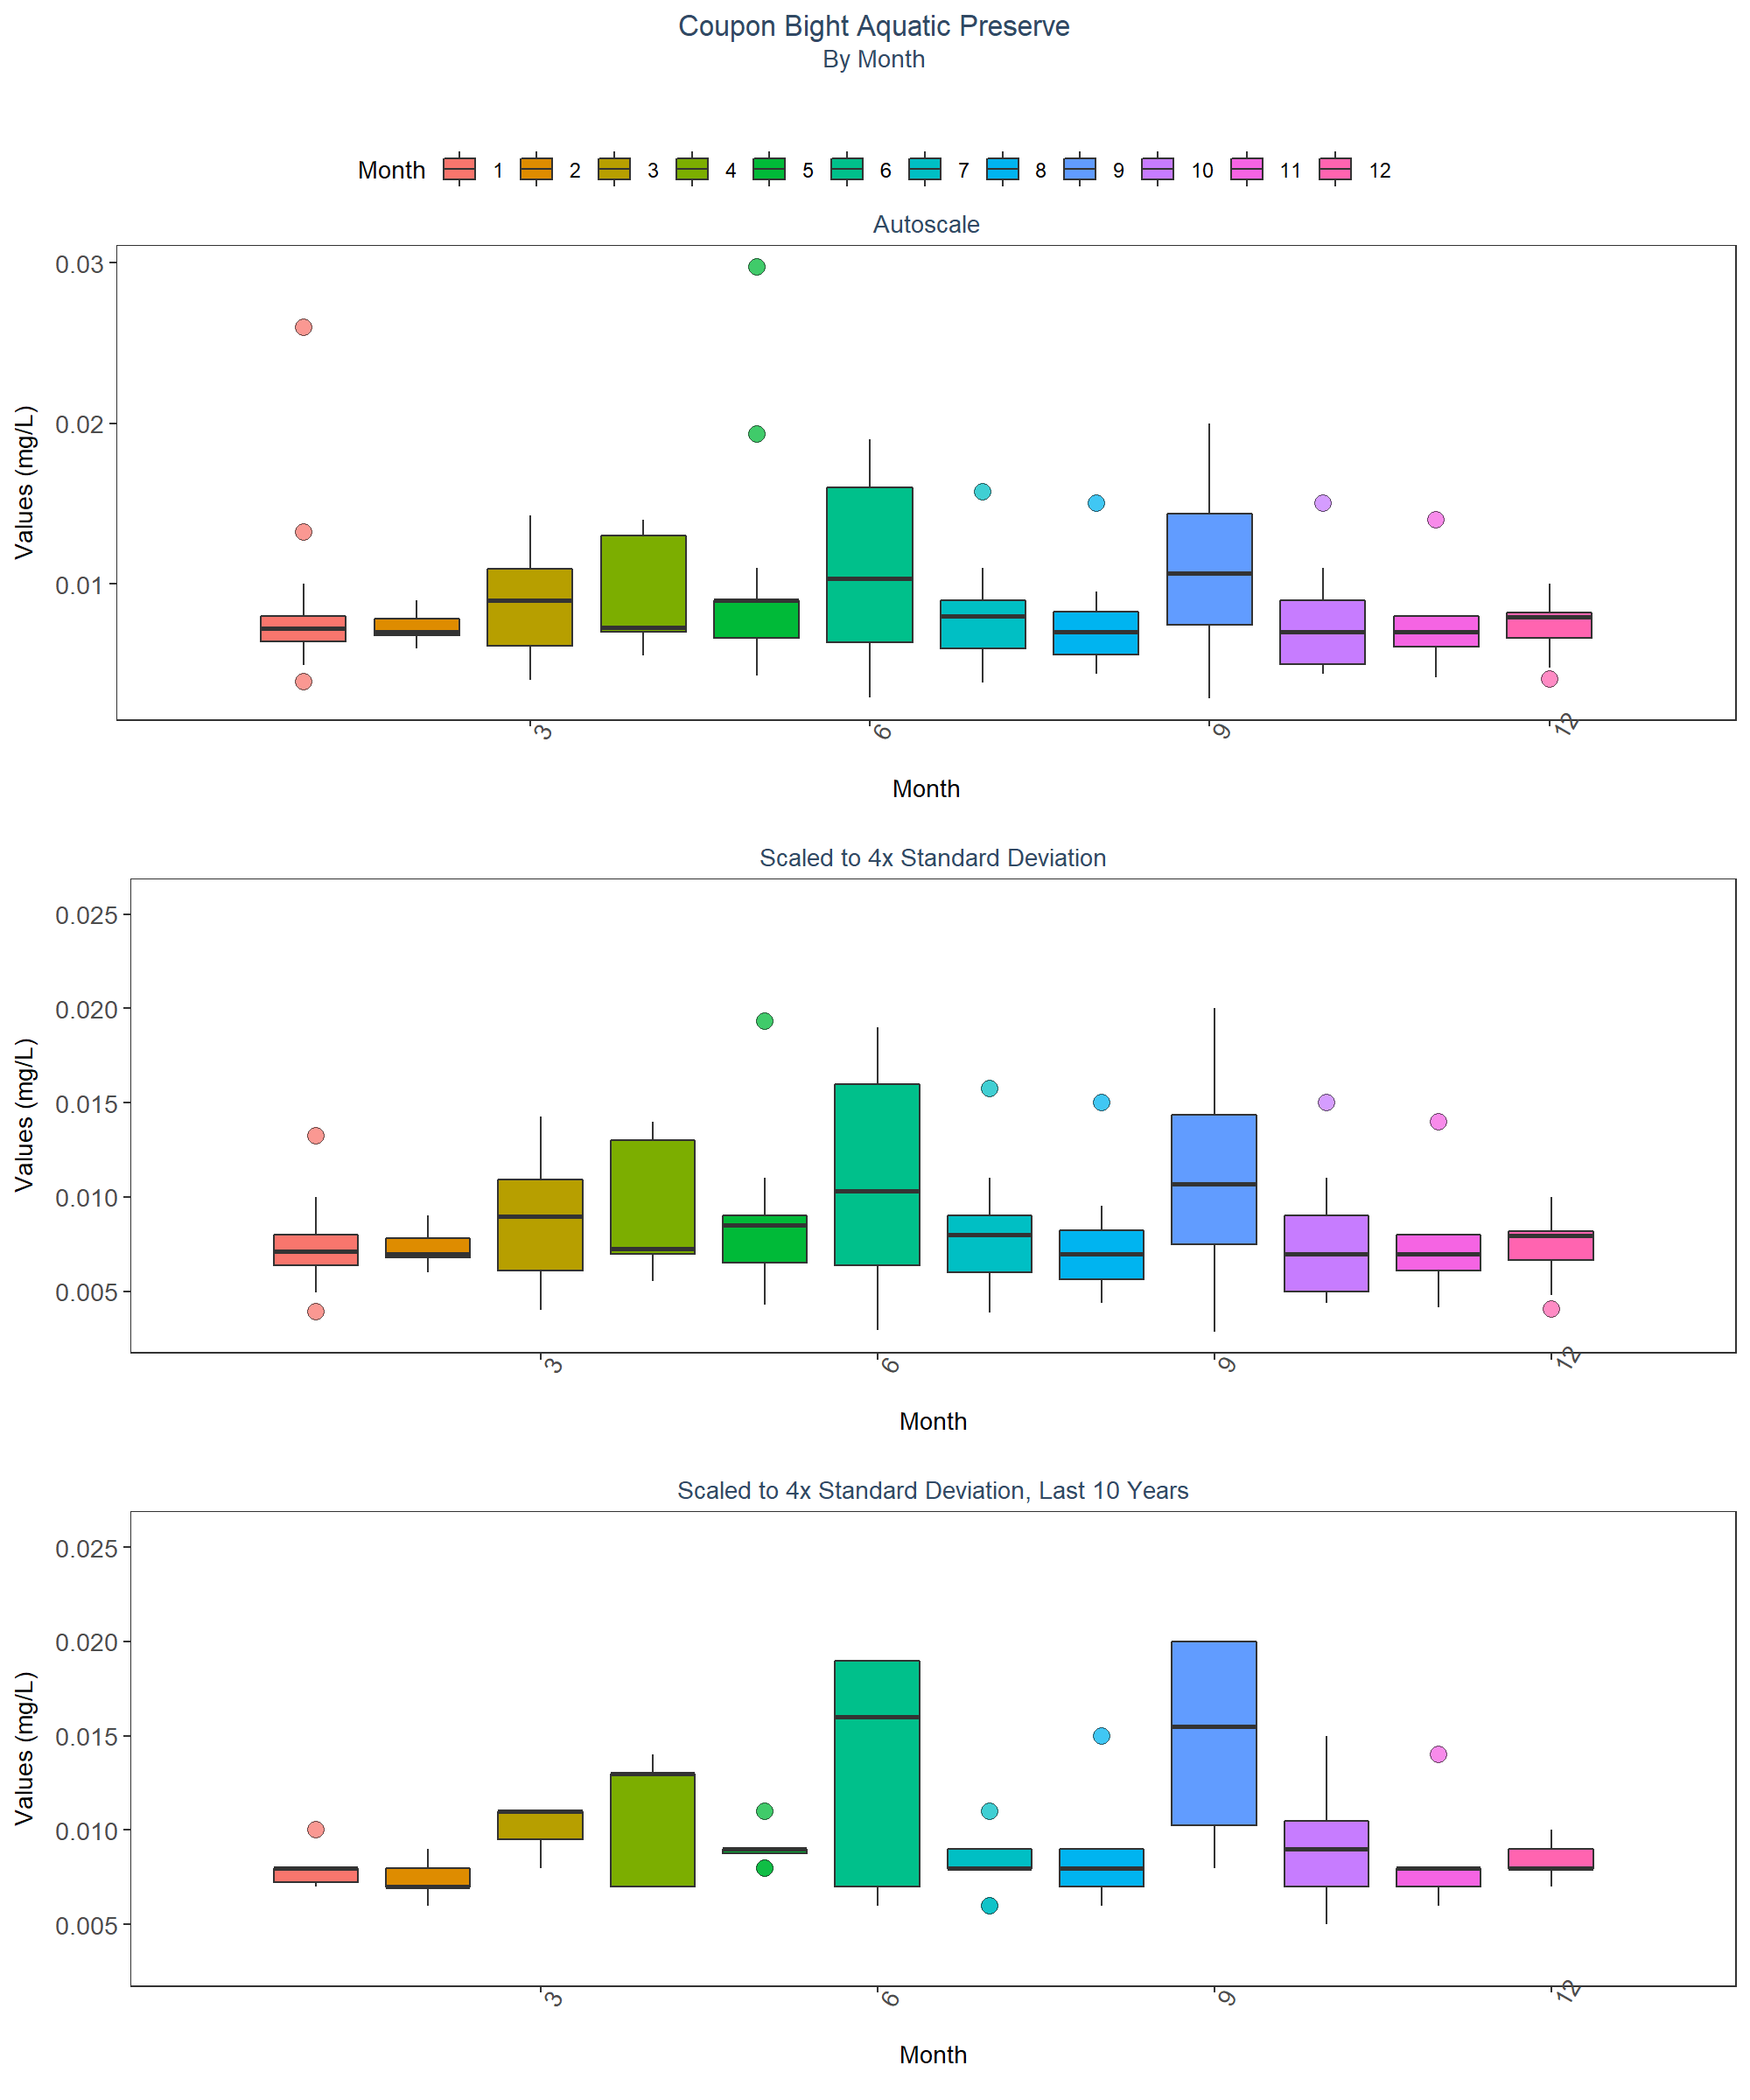 Coupon Bight Aquatic Preserve
By Month
Month 1 2 3 4 5 6 7 8 9 10 11 12
Autoscale
Values (mg/L)
0.03
0.02
0.01
3 6 9 12
Month
Scaled to 4x Standard Deviation
Values (mg/L)
0.025
0.020
0.015
0.010
0.005
3 6 9 12
Month
Scaled to 4x Standard Deviation, Last 10 Years
Values (mg/L)
0.025
0.020
0.015
0.010
0.005
3 6 9 12
Month